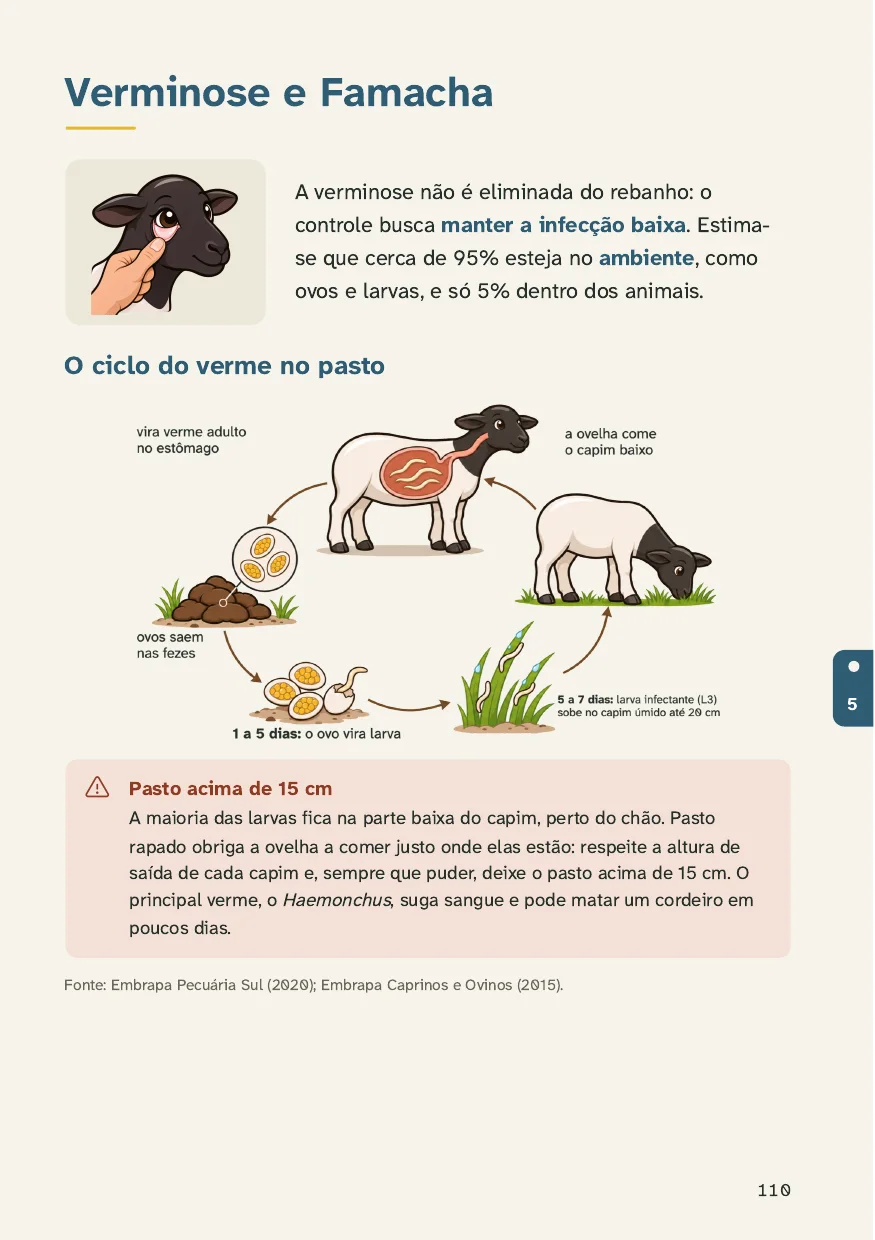 Verminose e Famacha
A verminose não é eliminada do rebanho: o
controle busca manter a infecção baixa. Estima-
se que cerca de 95% esteja no ambiente, como
ovos e larvas, e só 5% dentro dos animais.
O ciclo do verme no pasto
vira verme adulto
no estômago
a ovelha come
o capim baixo
ovos saem
nas fezes
1 a 5 dias: o ovo vira larva
5 a 7 dias: larva infectante (L3)
sobe no capim úmido até 20 cm
5
Pasto acima de 15 cm
A maioria das larvas fica na parte baixa do capim, perto do chão. Pasto
rapado obriga a ovelha a comer justo onde elas estão: respeite a altura de
saída de cada capim e, sempre que puder, deixe o pasto acima de 15 cm. O
principal verme, o Haemonchus, suga sangue e pode matar um cordeiro em
poucos dias.
Fonte: Embrapa Pecuária Sul (2020); Embrapa Caprinos e Ovinos (2015).
110